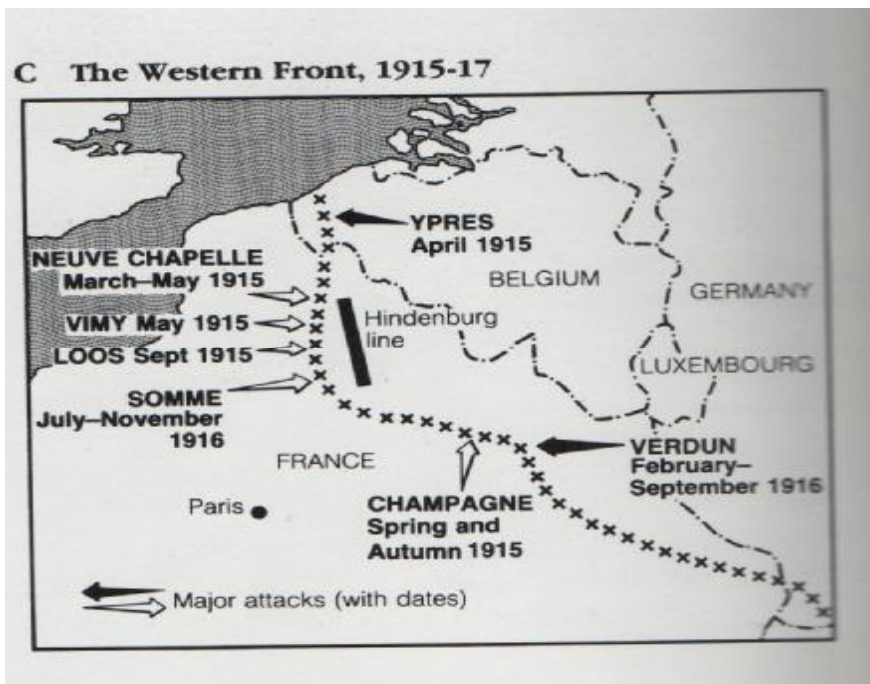 C The Western Front, 1915-17
YPRES
April 1915
NEUVE CHAPELLE
March–May 1915
BELGIUM
GERMANY
VIMY May 1915
Hindenburg
line
LOOS Sept 1915
LUXEMBOURG
SOMME
July–November
1916
FRANCE
VERDUN
February–
September 1916
Paris
CHAMPAGNE
Spring and
Autumn 1915
Major attacks (with dates)